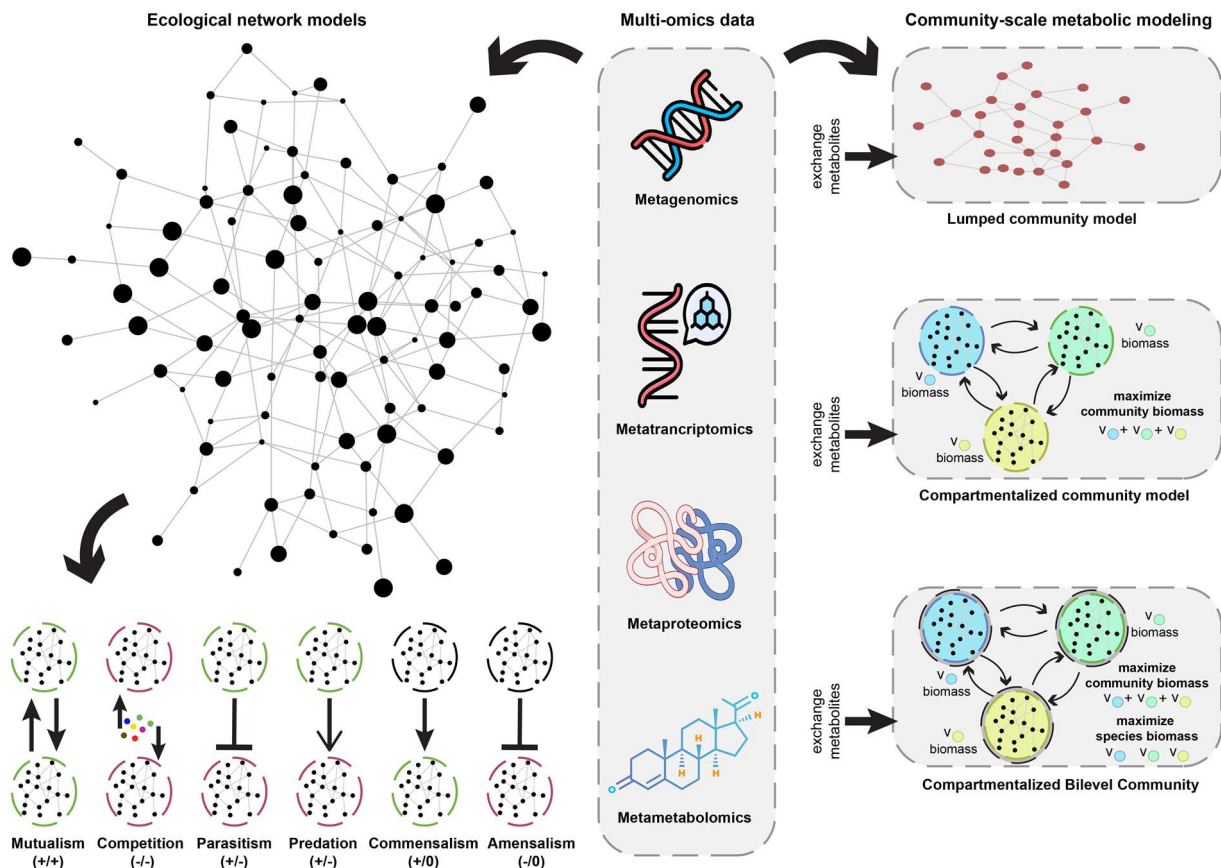 Ecological network models
Multi-omics data
Community-scale metabolic modeling
Metagenomics
Metatrancriptomics
Metaproteomics
O
H
H
H
H
O
Metametabolomics
exchange
metabolites
Lumped community model
exchange
metabolites
v
biomass
v
biomass
v
biomass
maximize
community biomass
v + v + v
Compartmentalized community model
exchange
metabolites
v
biomass
v
biomass
v
biomass
maximize
community biomass
v + v + v
maximize
species biomass
v v v
Compartmentalized Bilevel Community
Mutualism
(+/+)
Competition
(-/-)
Parasitism
(+/-)
Predation
(+/-)
Commensalism
(+/0)
Amensalism
(-/0)